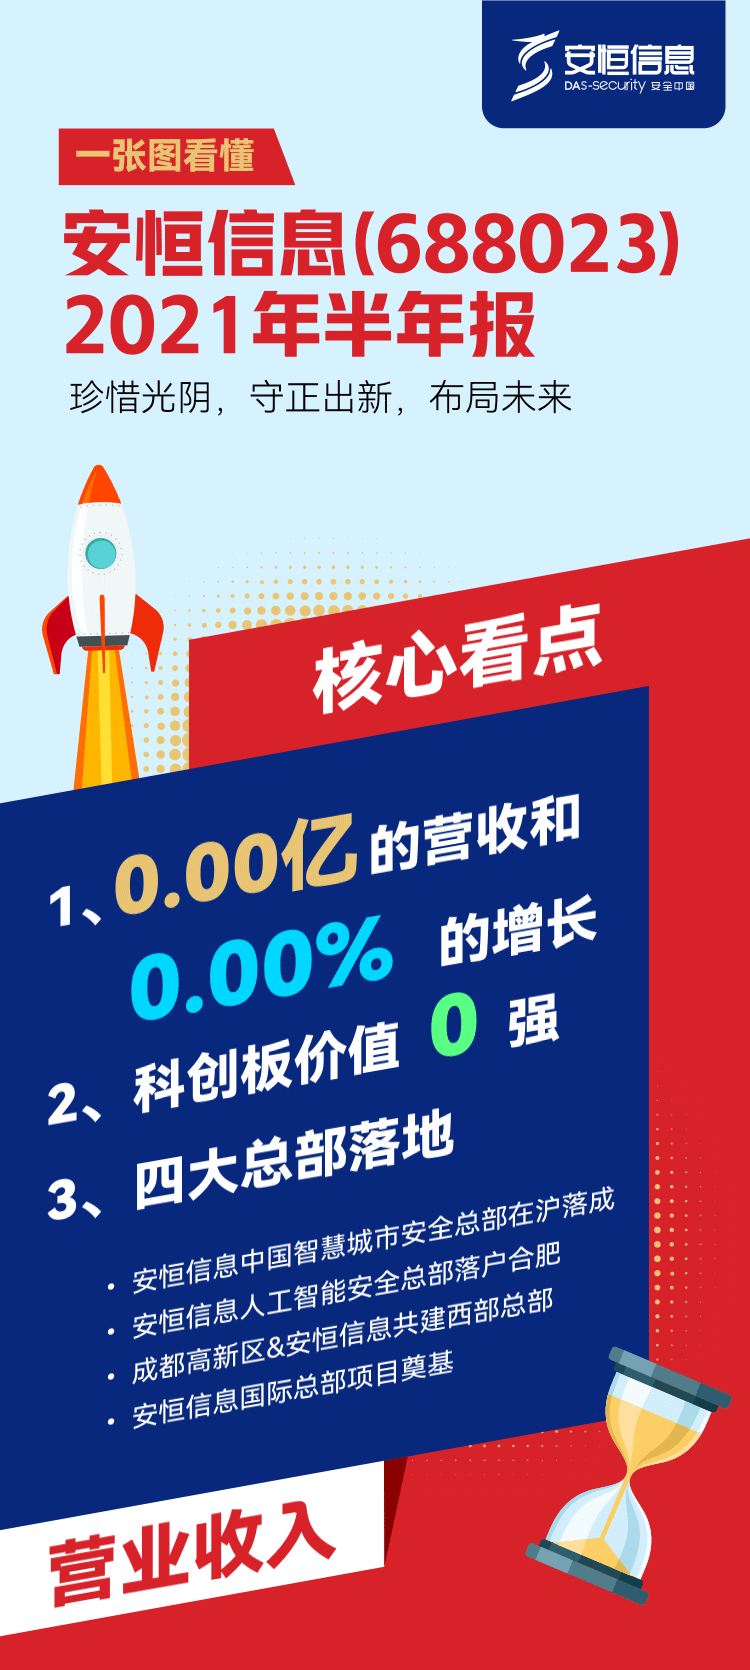 安恒信息
DAS-security 安全中国
一张图看懂
安恒信息(688023)
2021年半年报
珍惜光阴，守正出新，布局未来
核心看点
1、0.00亿的营收和
0.00% 的增长
2、科创板价值 0 强
3、四大总部落地
• 安恒信息中国智慧城市安全总部在沪落成
• 安恒信息人工智能安全总部落户合肥
• 成都高新区&安恒信息共建西部总部
• 安恒信息国际总部项目奠基
营业收入